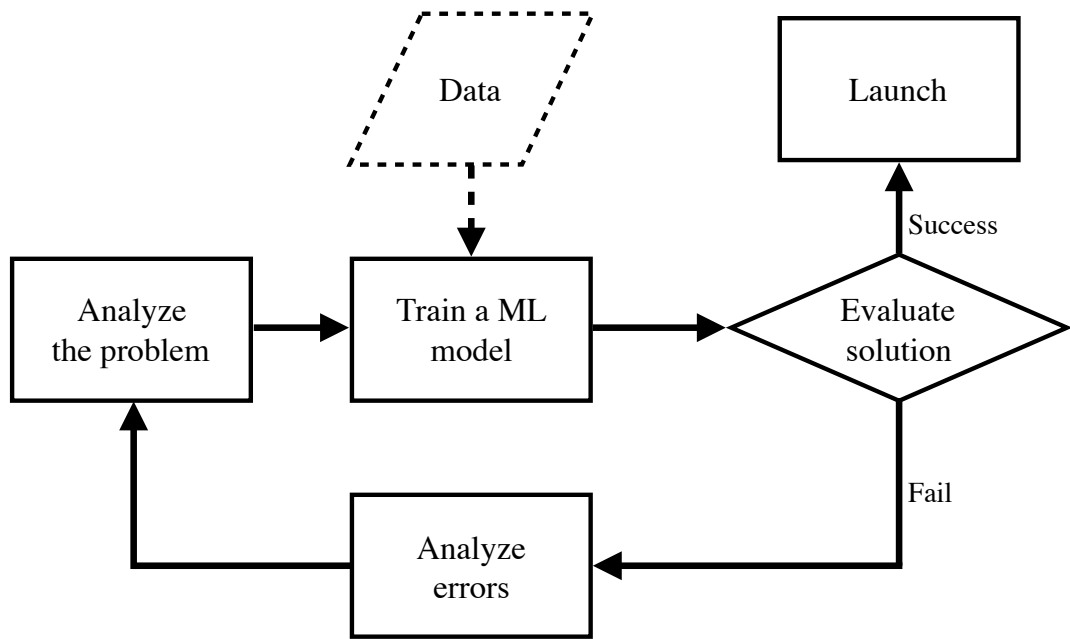 Data
Launch
Success
Analyze
the problem
Train a ML
model
Evaluate
solution
Fail
Analyze
errors